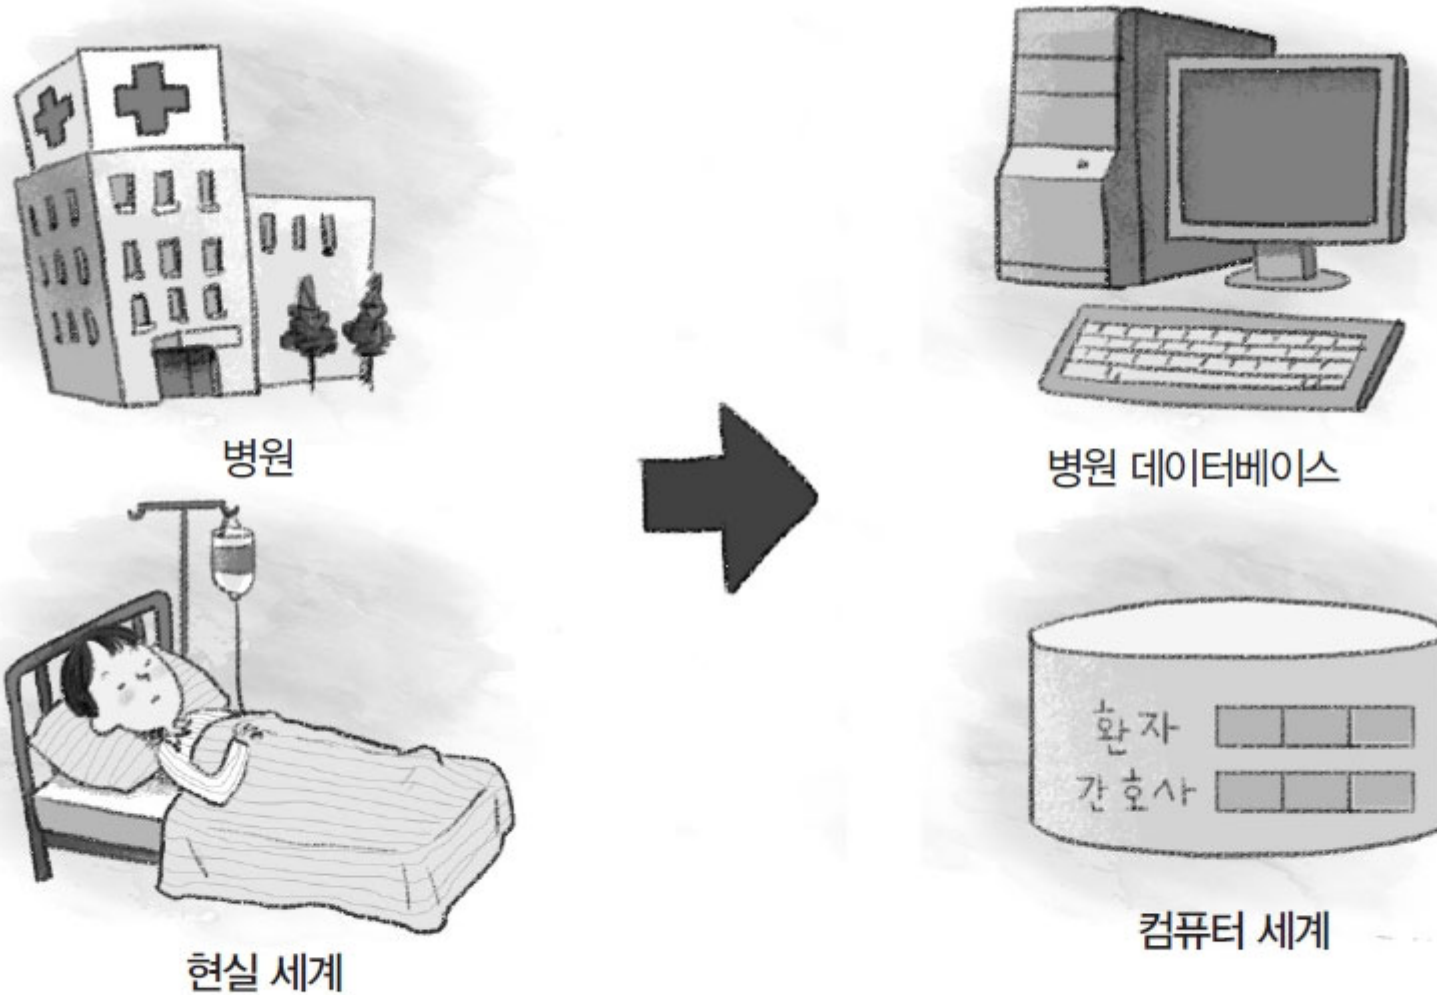 병원
병원 데이터베이스
환자
간호사
현실 세계
컴퓨터 세계